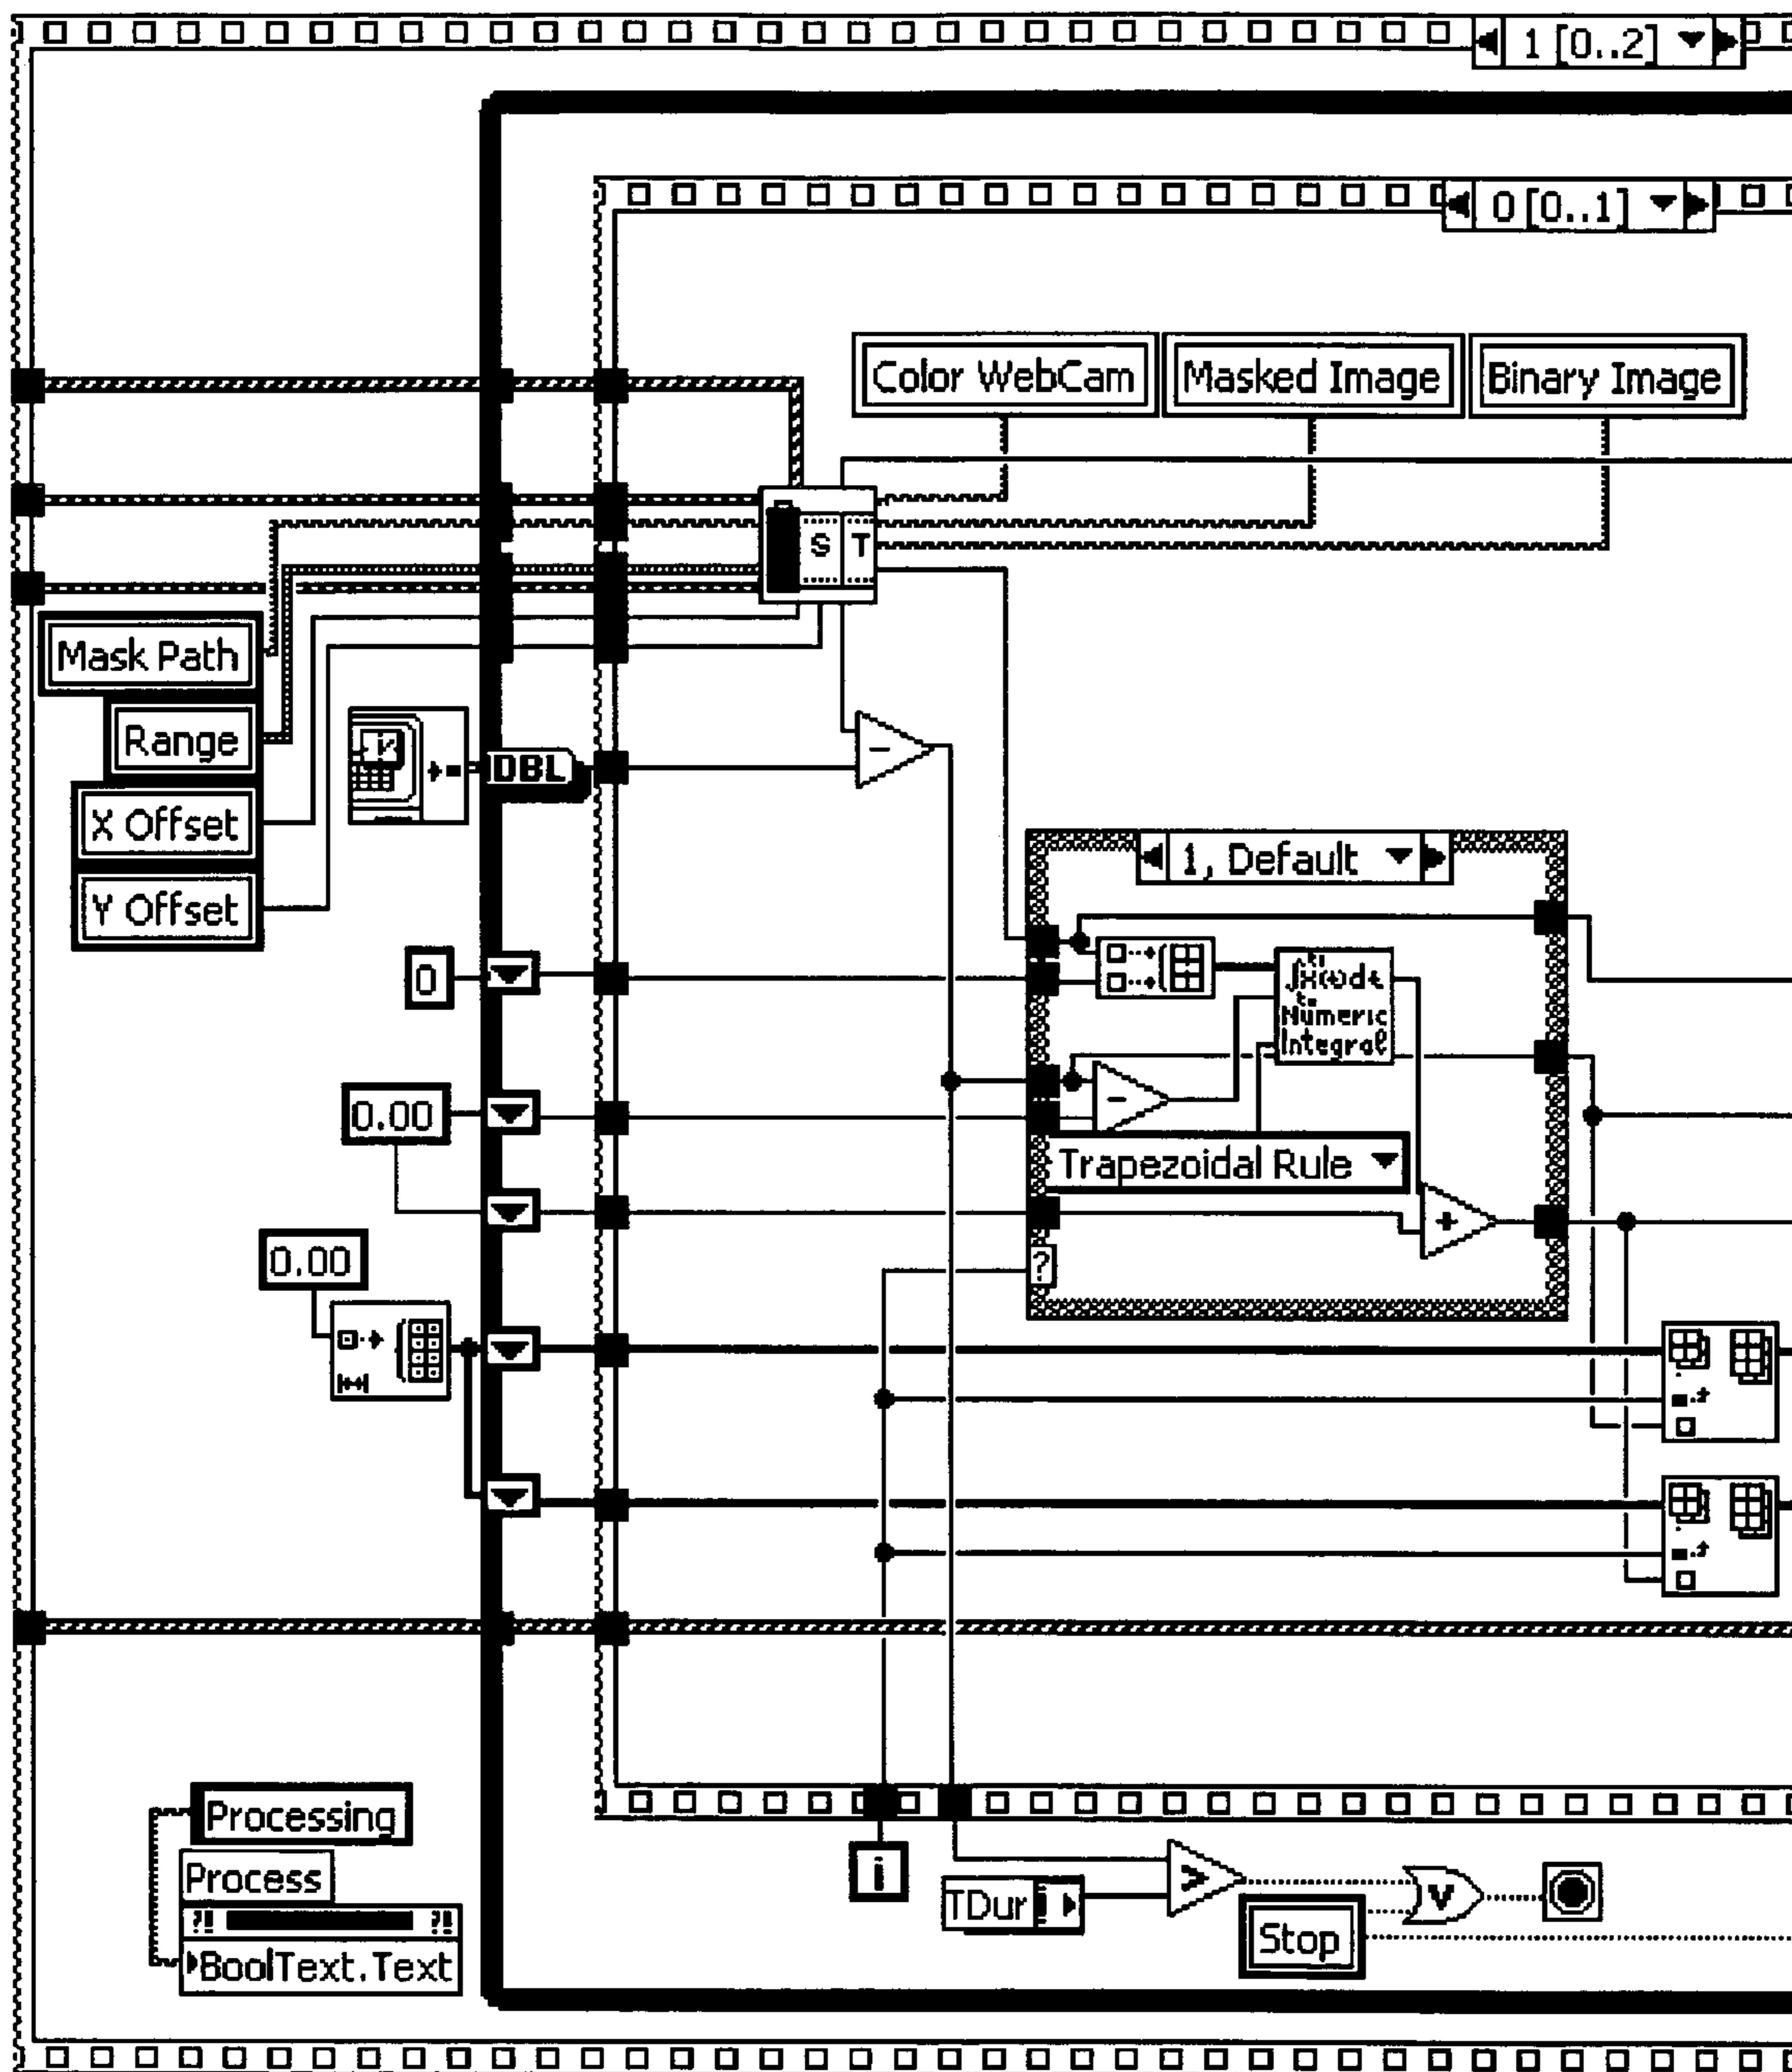 1 [0..2]
0 [0..1]
Color WebCam
Masked Image
Binary Image
S T
Mask Path
Range
X Offset
Y Offset
DBL
-
1, Default
0
Numeric
Integral
-
0.00
Trapezoidal Rule
+
0.00
?
Processing
Process
BoolText.Text
i
TDur
>
V
Stop